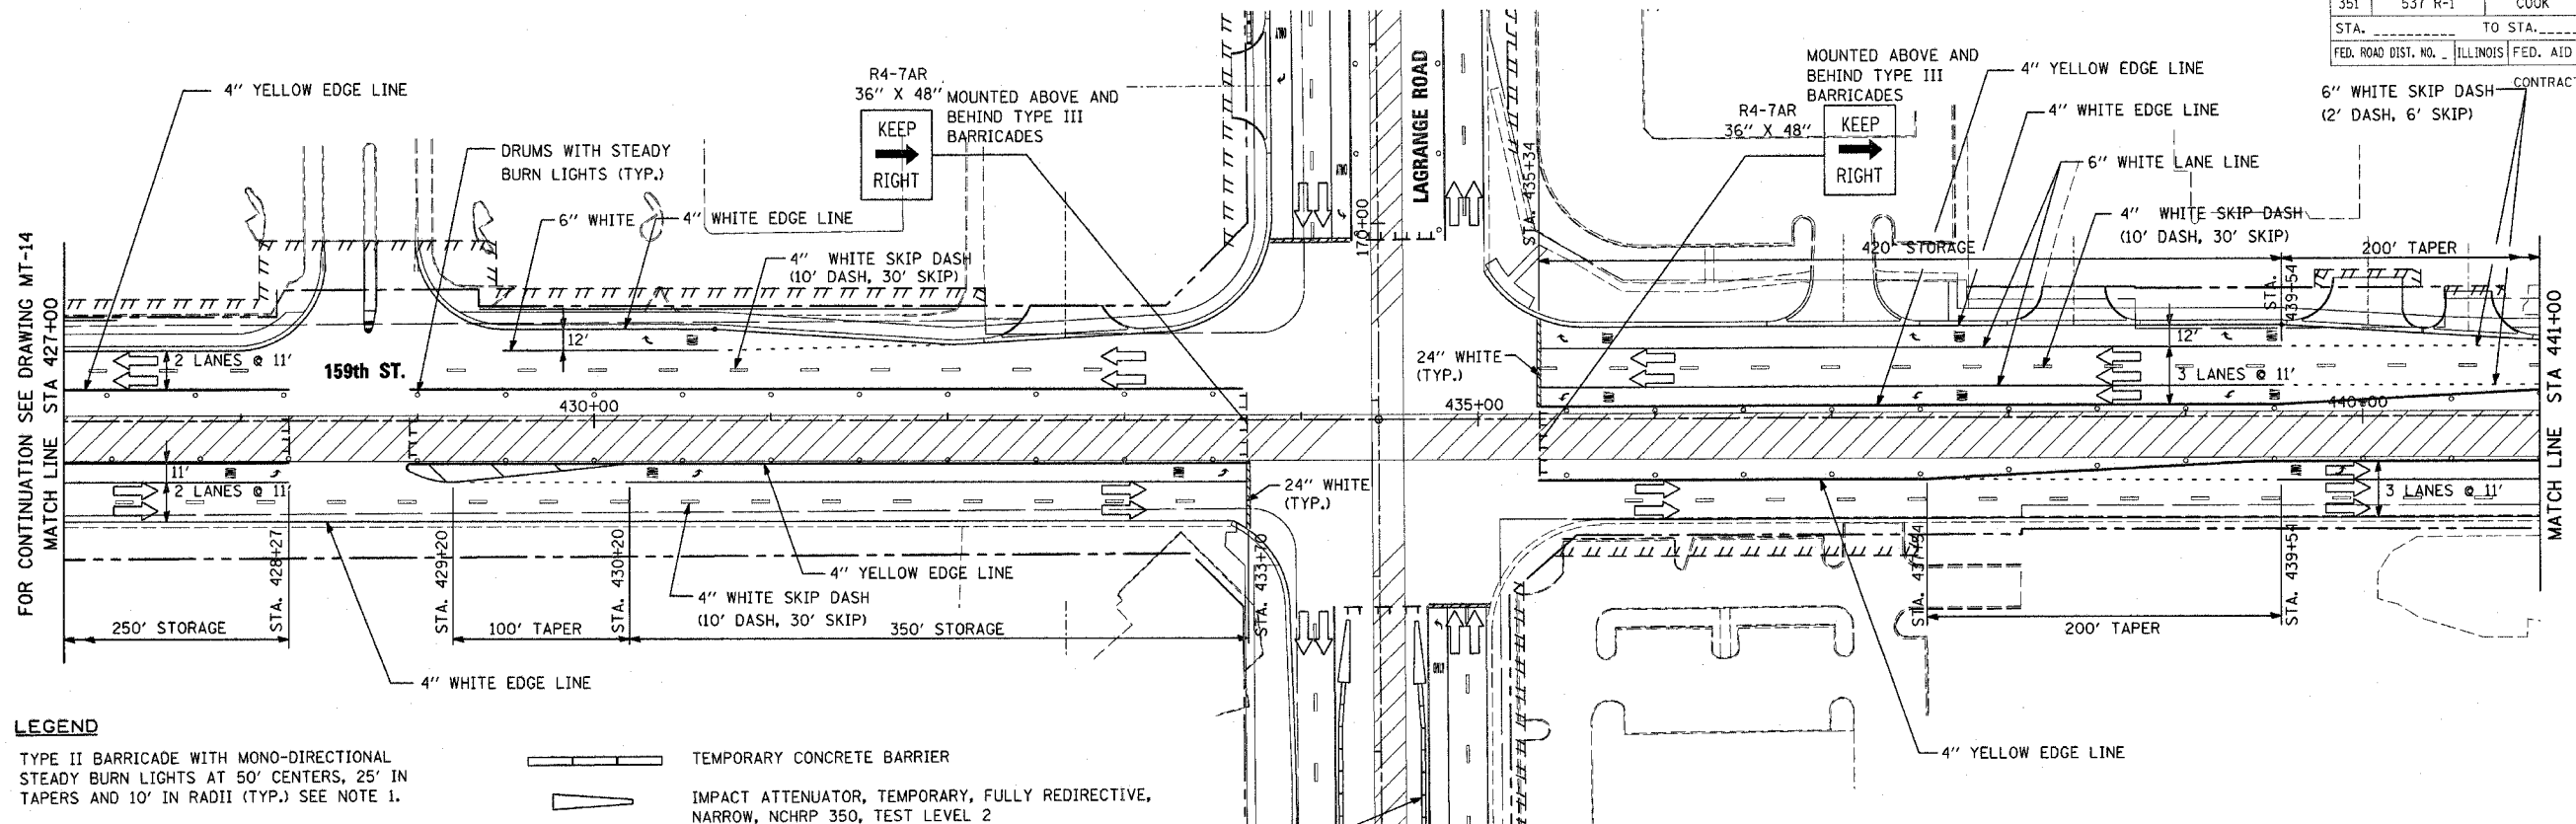 351 537 R-1 COOK
STA. __________ TO STA.____
FED. ROAD DIST. NO. _ ILLINOIS FED. AID
CONTRAC
4" YELLOW EDGE LINE
DRUMS WITH STEADY
BURN LIGHTS (TYP.)
6" WHITE
4" WHITE EDGE LINE
4" WHITE SKIP DASH
(10' DASH, 30' SKIP)
R4-7AR
36" X 48"
KEEP
RIGHT
MOUNTED ABOVE AND
BEHIND TYPE III
BARRICADES
LAGRANGE ROAD
170+00
STA. 435+34
MOUNTED ABOVE AND
BEHIND TYPE III
BARRICADES
R4-7AR
36" X 48"
KEEP
RIGHT
4" YELLOW EDGE LINE
4" WHITE EDGE LINE
6" WHITE LANE LINE
4" WHITE SKIP DASH
(10' DASH, 30' SKIP)
6" WHITE SKIP DASH
(2' DASH, 6' SKIP)
420' STORAGE
200' TAPER
STA. 439+54
FOR CONTINUATION SEE DRAWING MT-14
MATCH LINE STA 427+00
2 LANES @ 11'
159th ST.
12'
430+00
24" WHITE
(TYP.)
435+00
12'
3 LANES @ 11'
440+00
MATCH LINE STA 441+00
11'
2 LANES @ 11'
24" WHITE
(TYP.)
3 LANES @ 11'
ONLY
STA. 428+27
STA. 429+20
STA. 430+20
STA. 433+70
STA. 437+54
STA. 439+54
4" YELLOW EDGE LINE
4" WHITE SKIP DASH
(10' DASH, 30' SKIP)
250' STORAGE
100' TAPER
350' STORAGE
200' TAPER
4" WHITE EDGE LINE
4" YELLOW EDGE LINE
LEGEND
TYPE II BARRICADE WITH MONO-DIRECTIONAL
STEADY BURN LIGHTS AT 50' CENTERS, 25' IN
TAPERS AND 10' IN RADII (TYP.) SEE NOTE 1.
TEMPORARY CONCRETE BARRIER
IMPACT ATTENUATOR, TEMPORARY, FULLY REDIRECTIVE,
NARROW, NCHRP 350, TEST LEVEL 2